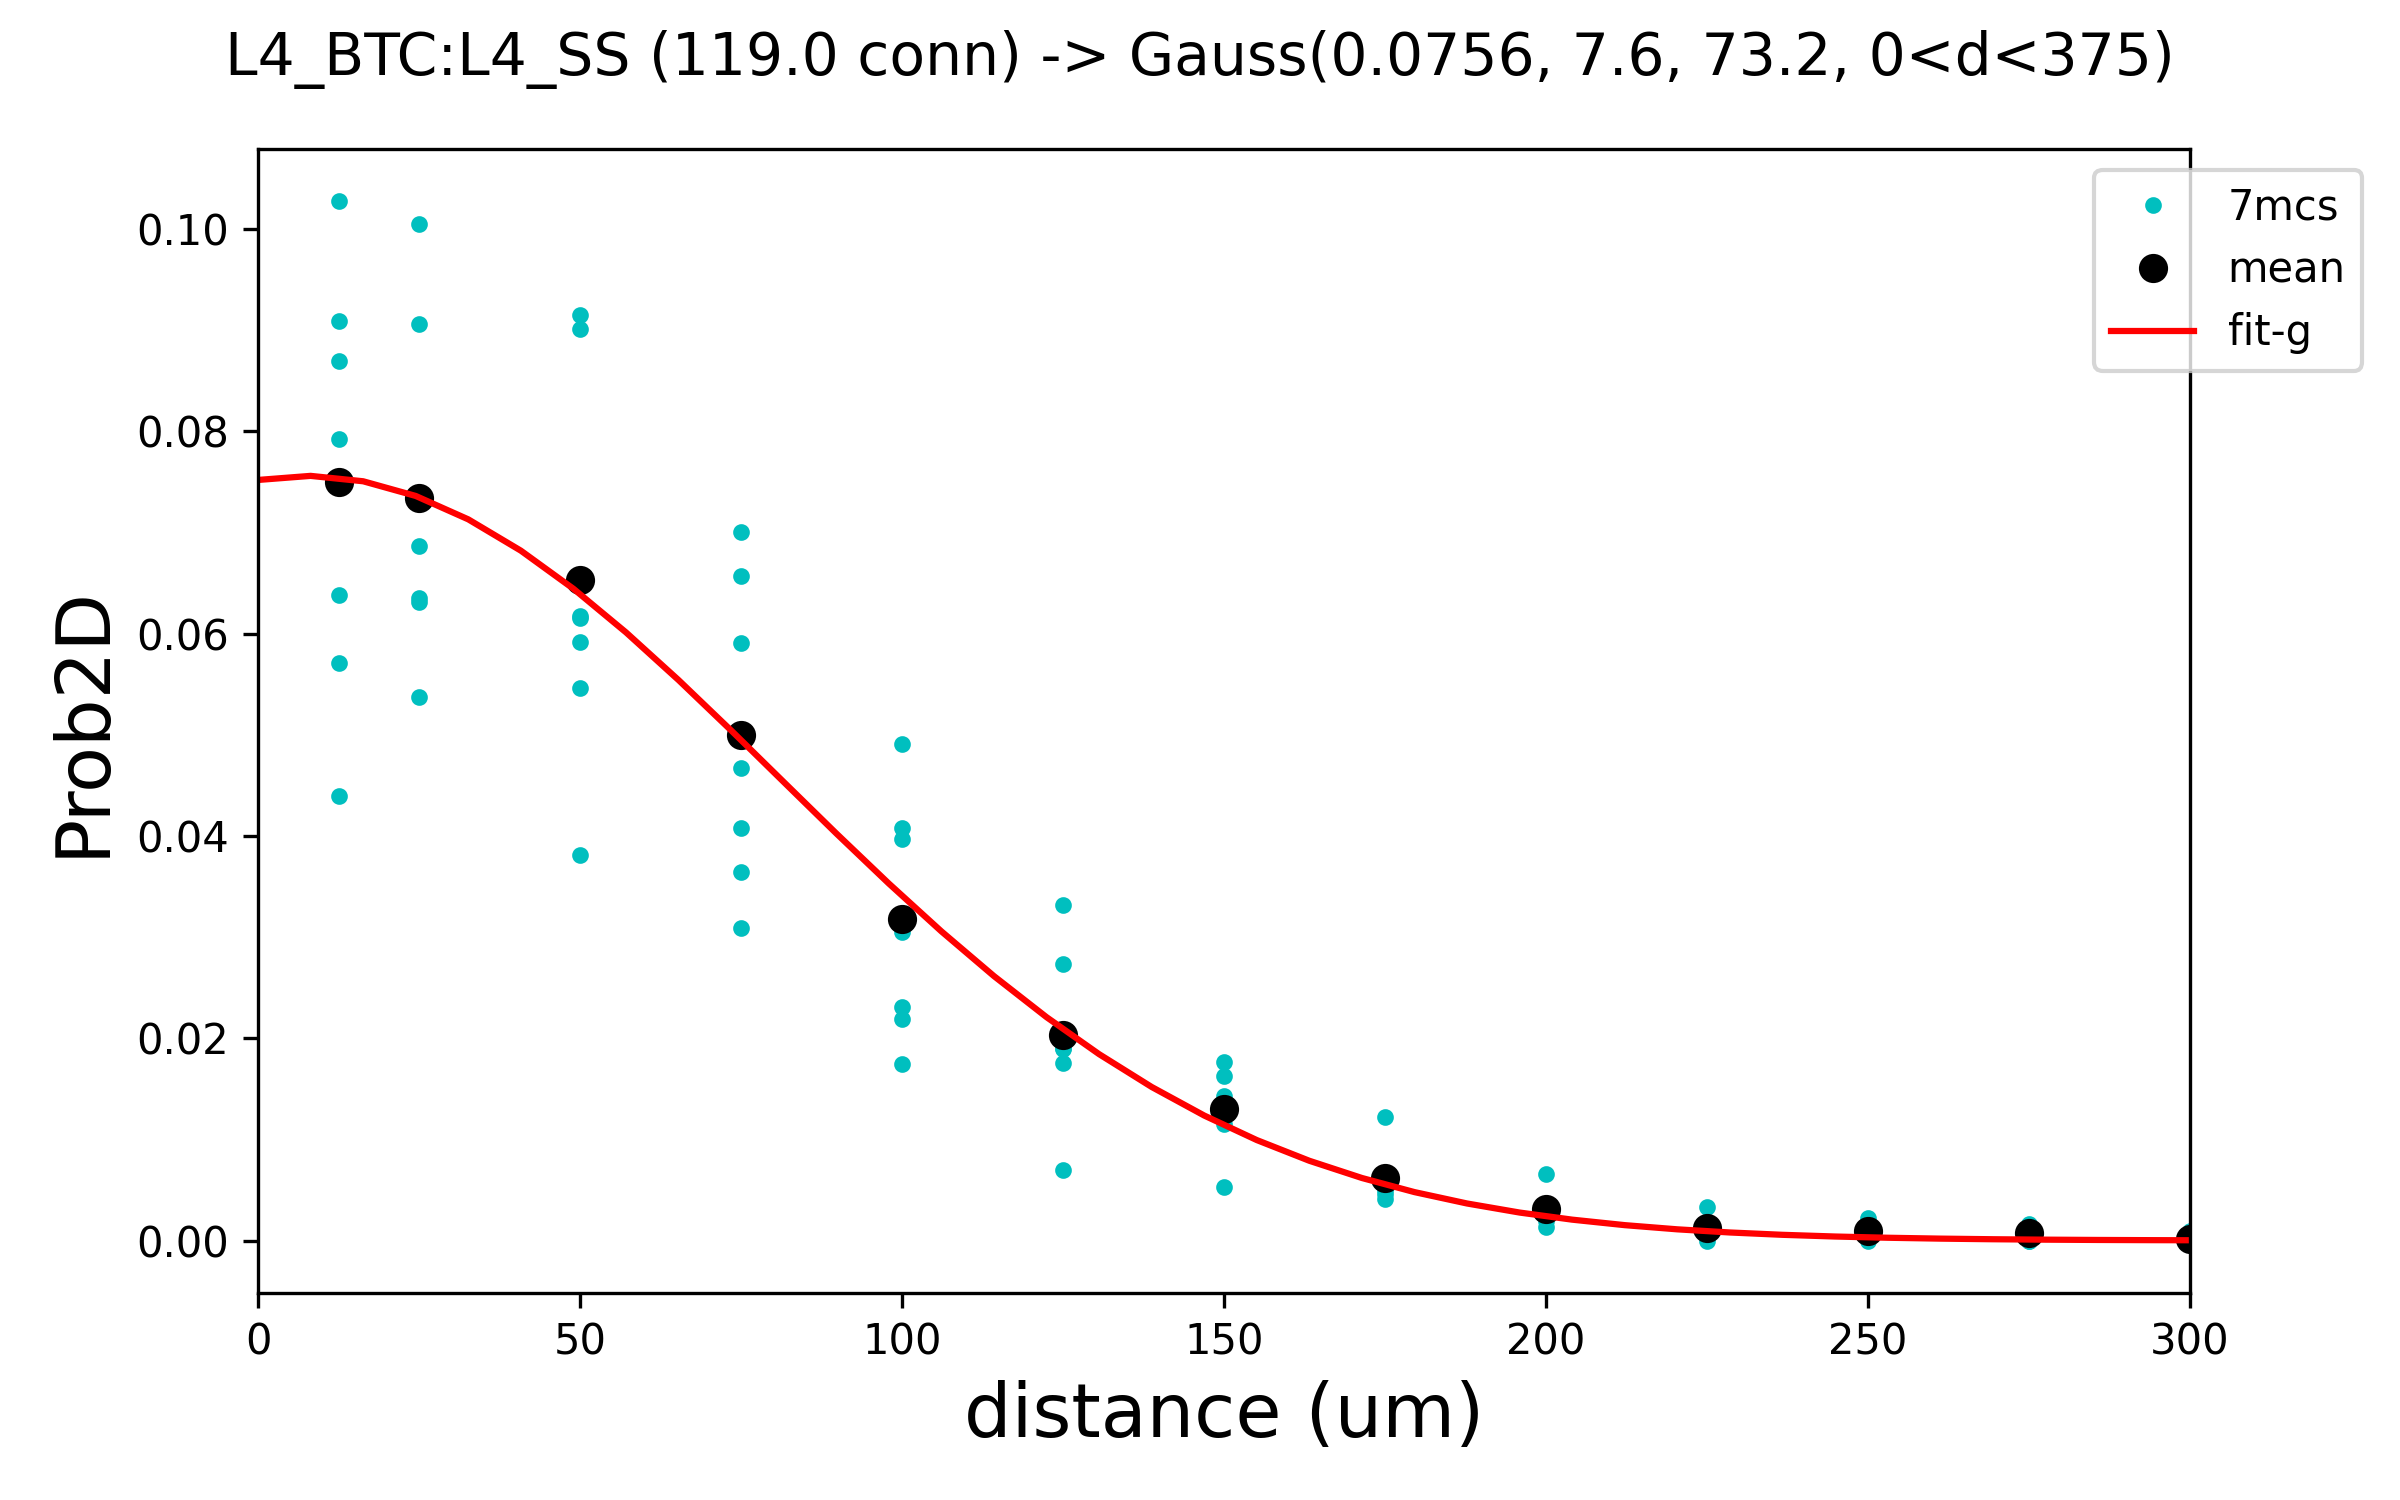 L4_BTC:L4_SS (119.0 conn) -> Gauss(0.0756, 7.6, 73.2, 0<d<375)
7mcs
mean
fit-g
Prob2D
0.10
0.08
0.06
0.04
0.02
0.00
0 50 100 150 200 250 300
distance (um)